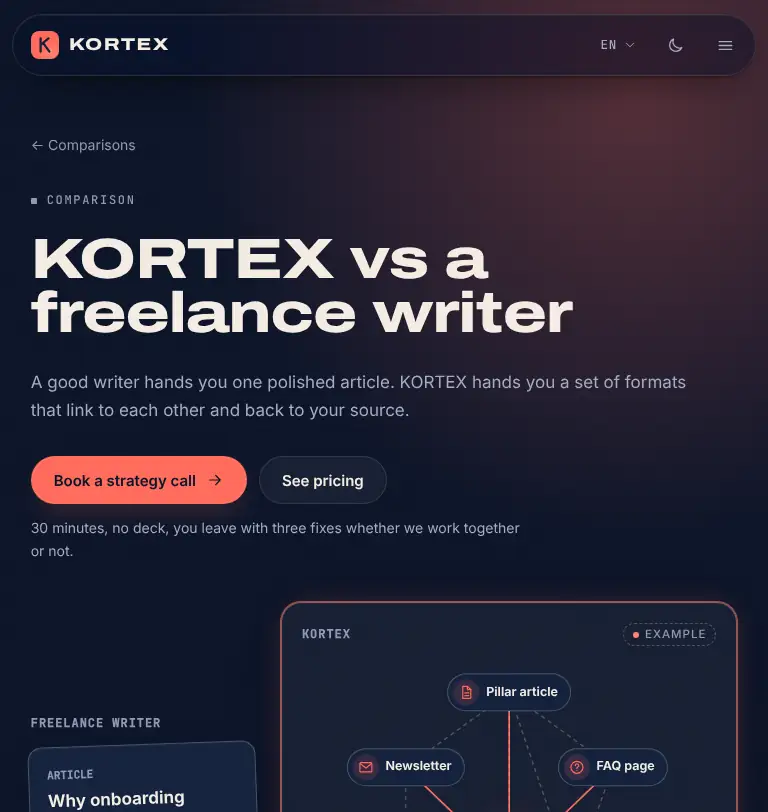 K KORTEX
EN
← Comparisons
COMPARISON
KORTEX vs a
freelance writer
A good writer hands you one polished article. KORTEX hands you a set of formats
that link to each other and back to your source.
Book a strategy call →
See pricing
30 minutes, no deck, you leave with three fixes whether we work together
or not.
KORTEX
EXAMPLE
Pillar article
Newsletter
FAQ page
FREELANCE WRITER
ARTICLE
Why onboarding